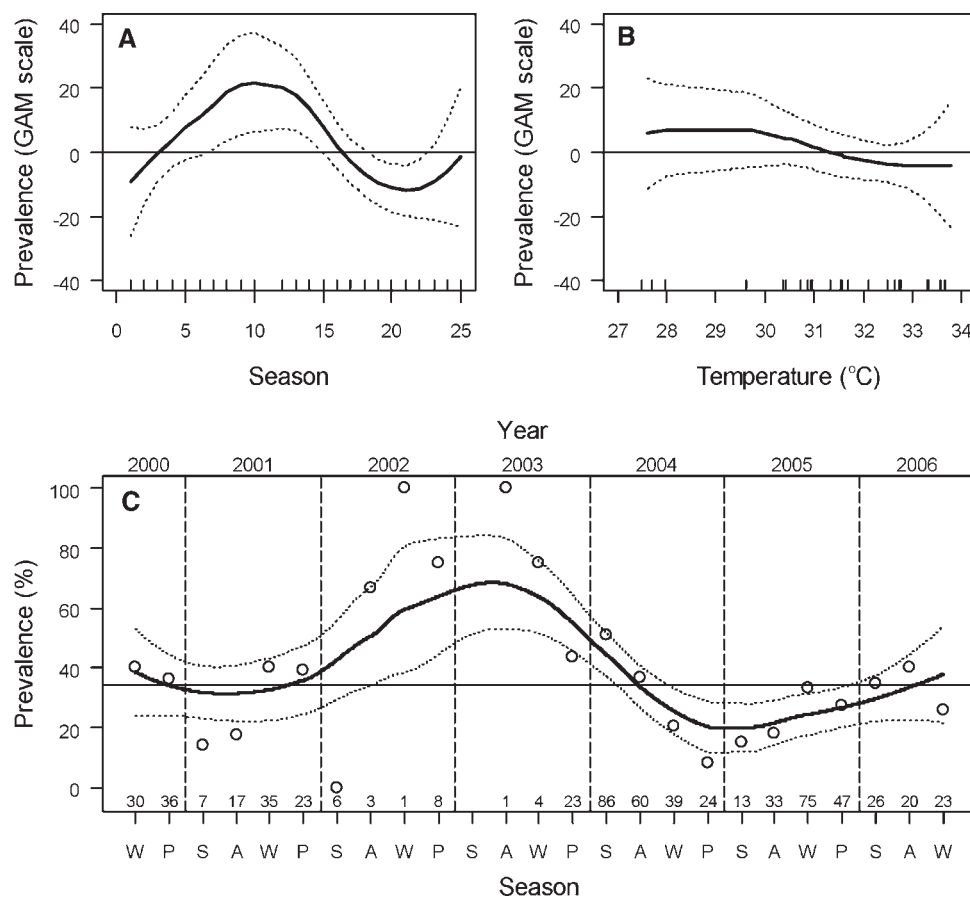 A
Prevalence (GAM scale)
40
20
0
-20
-40
0 5 10 15 20 25
Season
B
Prevalence (GAM scale)
40
20
0
-20
-40
27 28 29 30 31 32 33 34
Temperature (°C)
Year
2000 2001 2002 2003 2004 2005 2006
C
Prevalence (%)
100
80
60
40
20
0
30 36 7 17 35 23 6 3 1 8 1 4 23 86 60 39 24 13 33 75 47 26 20 23
W P S A W P S A W P S A W P S A W P S A W P S A W
Season